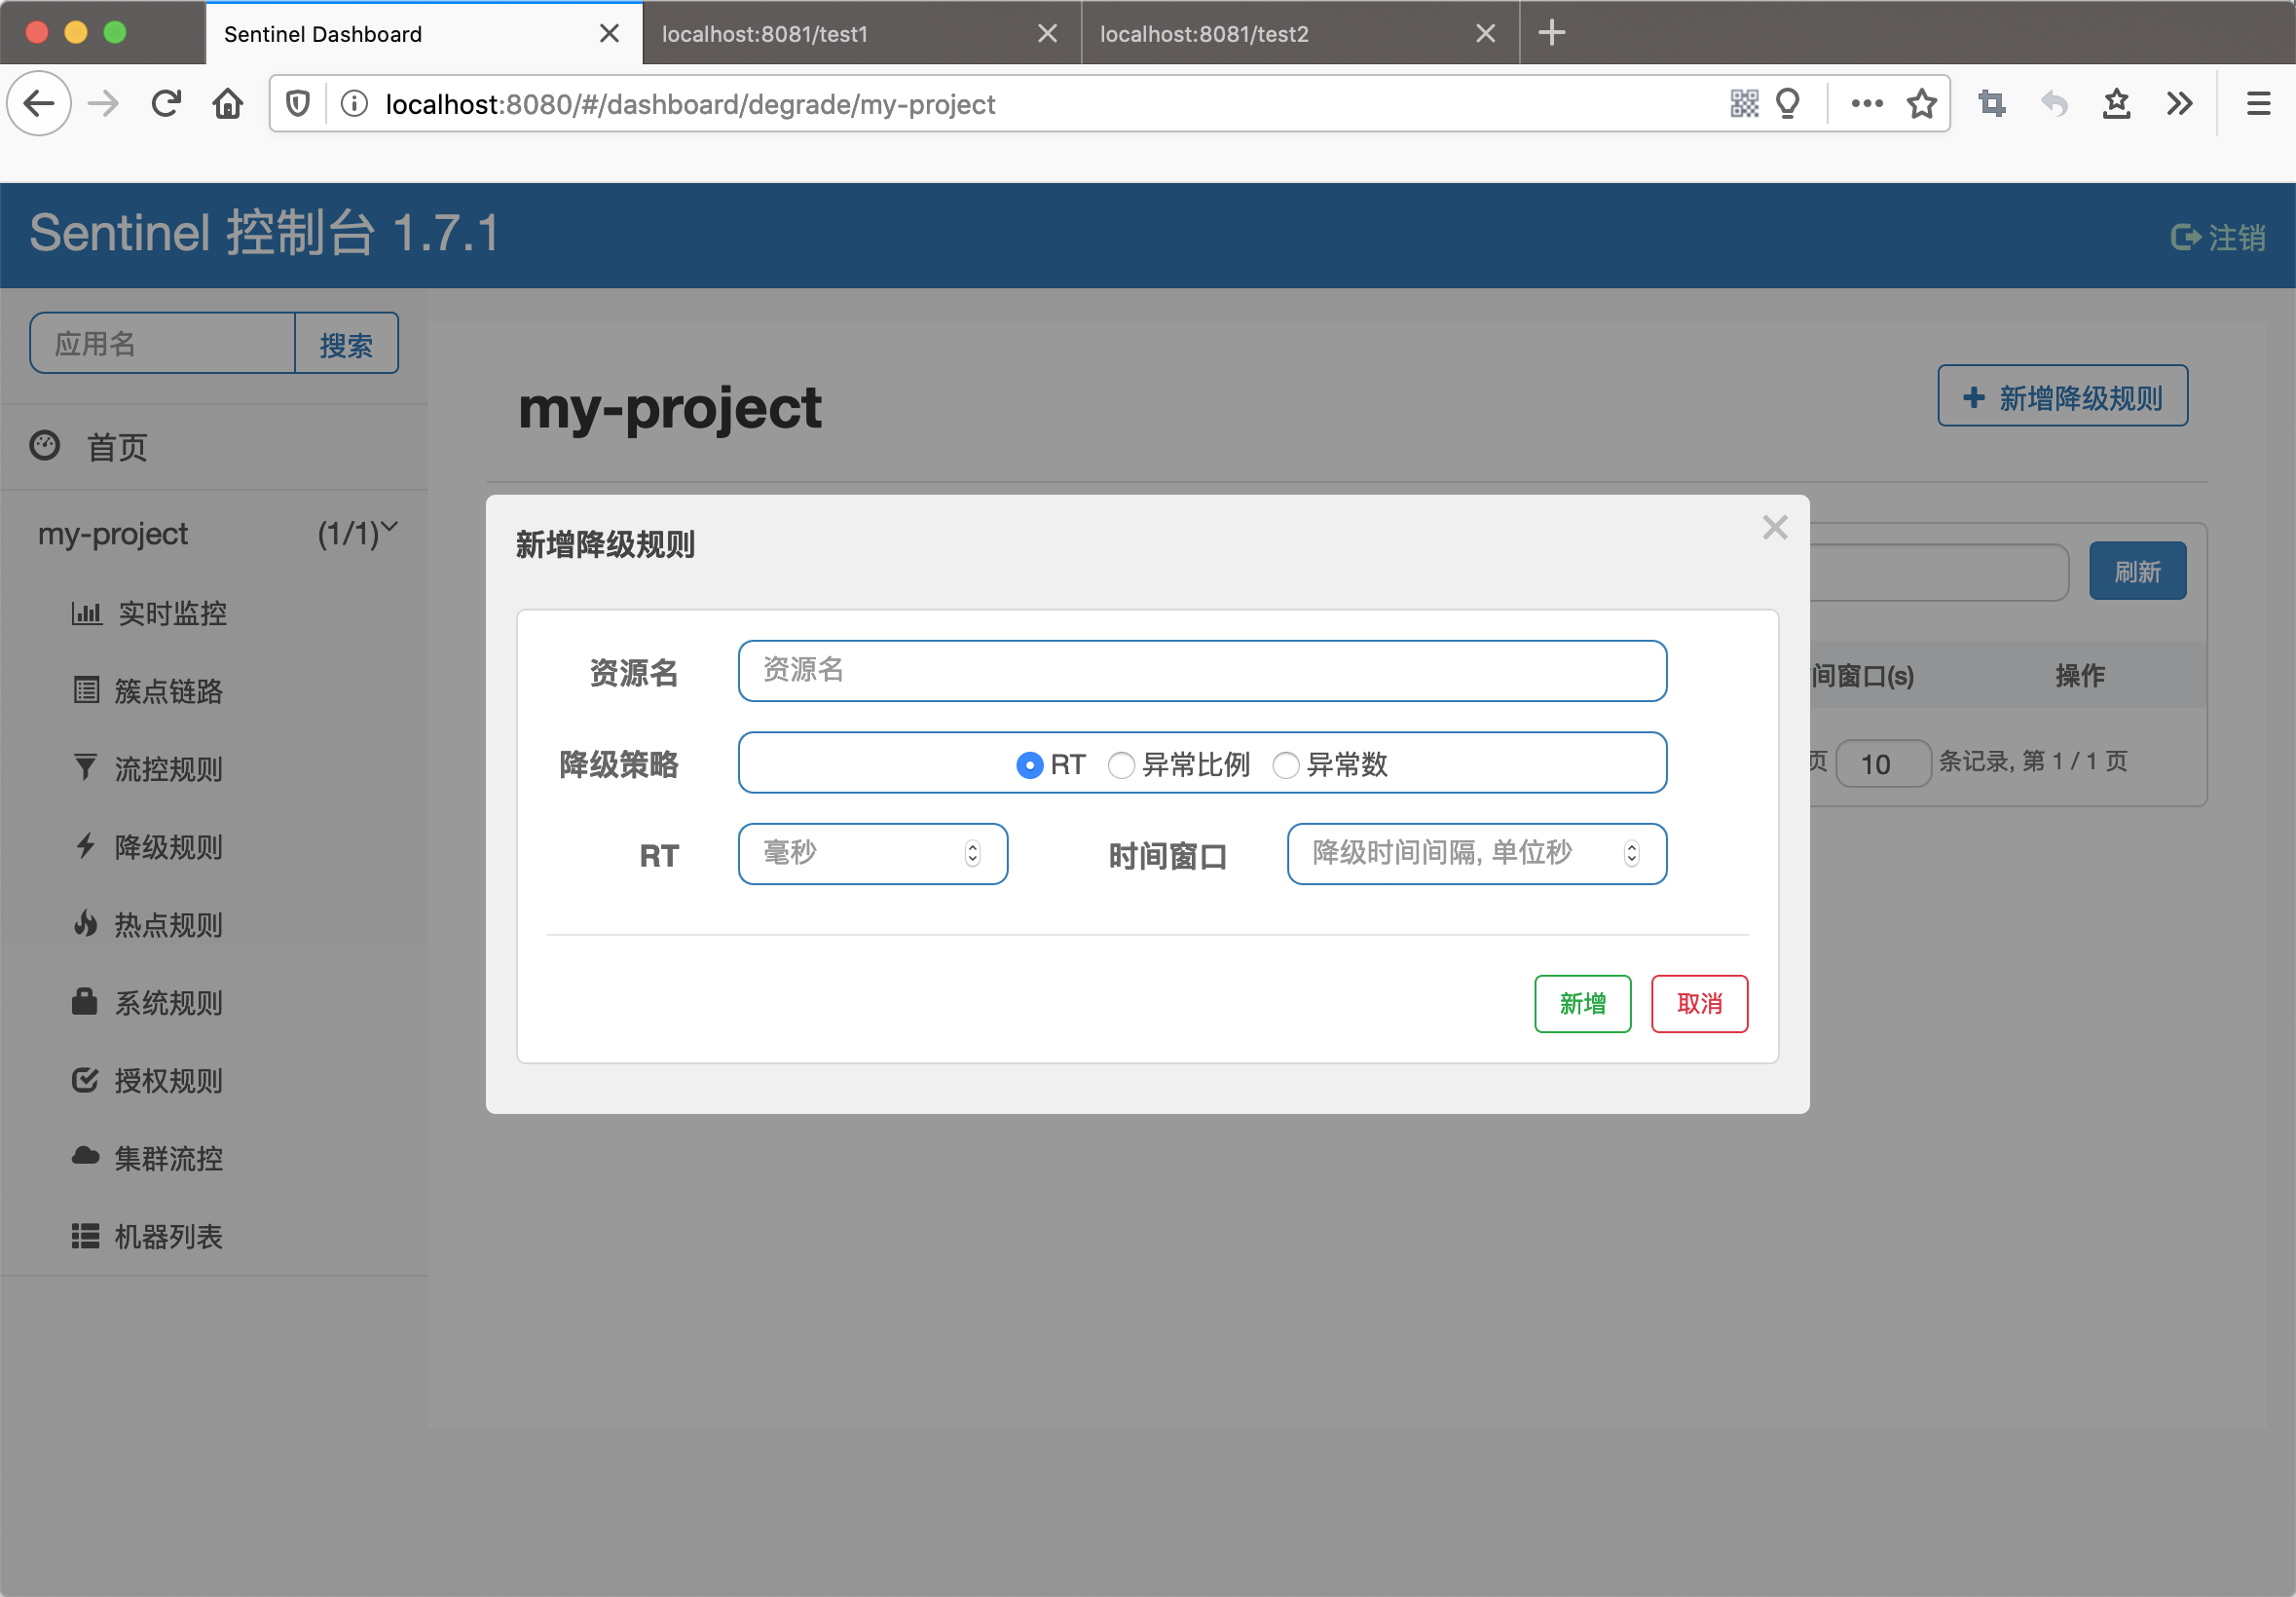 Sentinel Dashboard
localhost:8081/test1
localhost:8081/test2
localhost:8080/#/dashboard/degrade/my-project
Sentinel 控制台 1.7.1
注销
应用名
搜索
首页
my-project (1/1)
实时监控
簇点链路
流控规则
降级规则
热点规则
系统规则
授权规则
集群流控
机器列表
my-project
新增降级规则
刷新
间窗口(s)
操作
页 10 条记录, 第 1 / 1 页
新增降级规则
资源名 资源名
降级策略 RT 异常比例 异常数
RT 毫秒 时间窗口 降级时间间隔, 单位秒
新增 取消